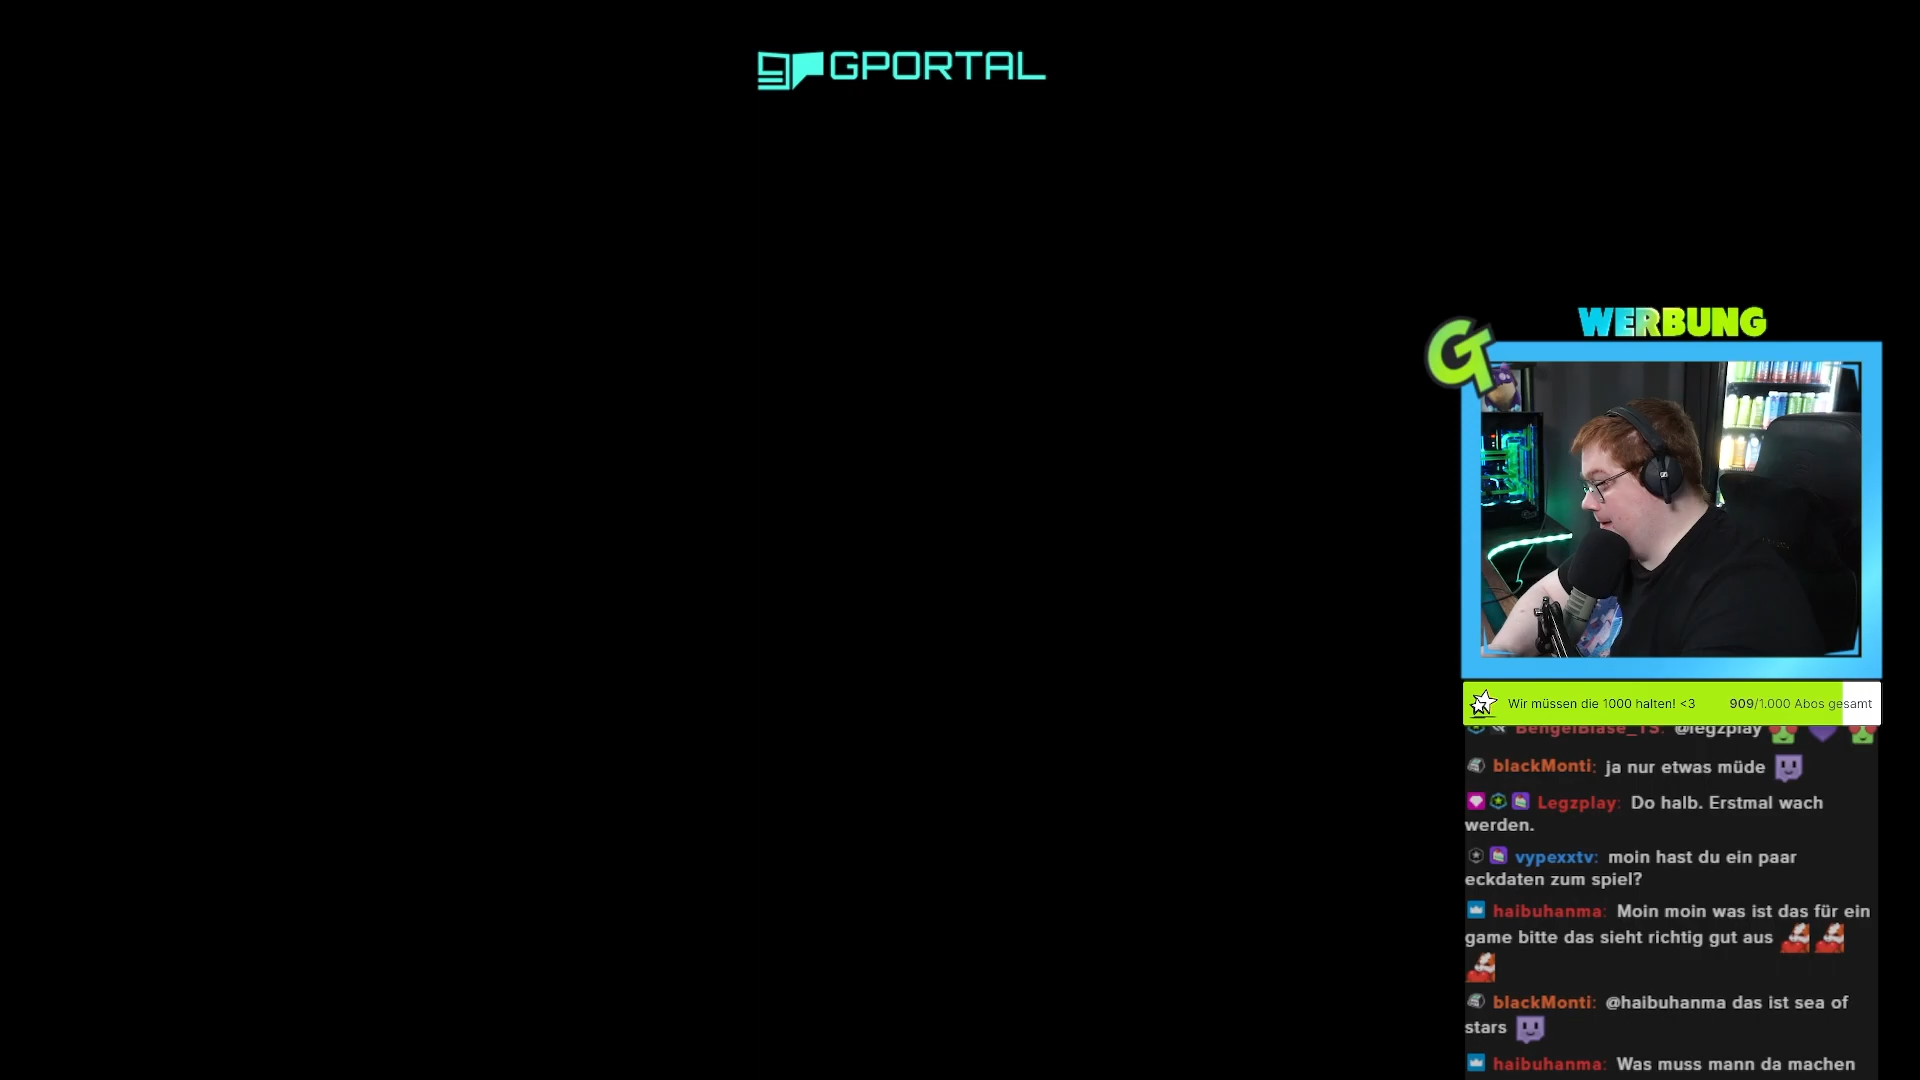 GPORTAL
WERBUNG
Wir müssen die 1000 halten! <3 909/1.000 Abos gesamt
BengelBlase_TS: @legzplay
blackMonti: ja nur etwas müde
Legzplay: Do halb. Erstmal wach
werden.
vypexxtv: moin hast du ein paar
eckdaten zum spiel?
haibuhanma: Moin moin was ist das für ein
game bitte das sieht richtig gut aus
blackMonti: @haibuhanma das ist sea of
stars
haibuhanma: Was muss mann da machen